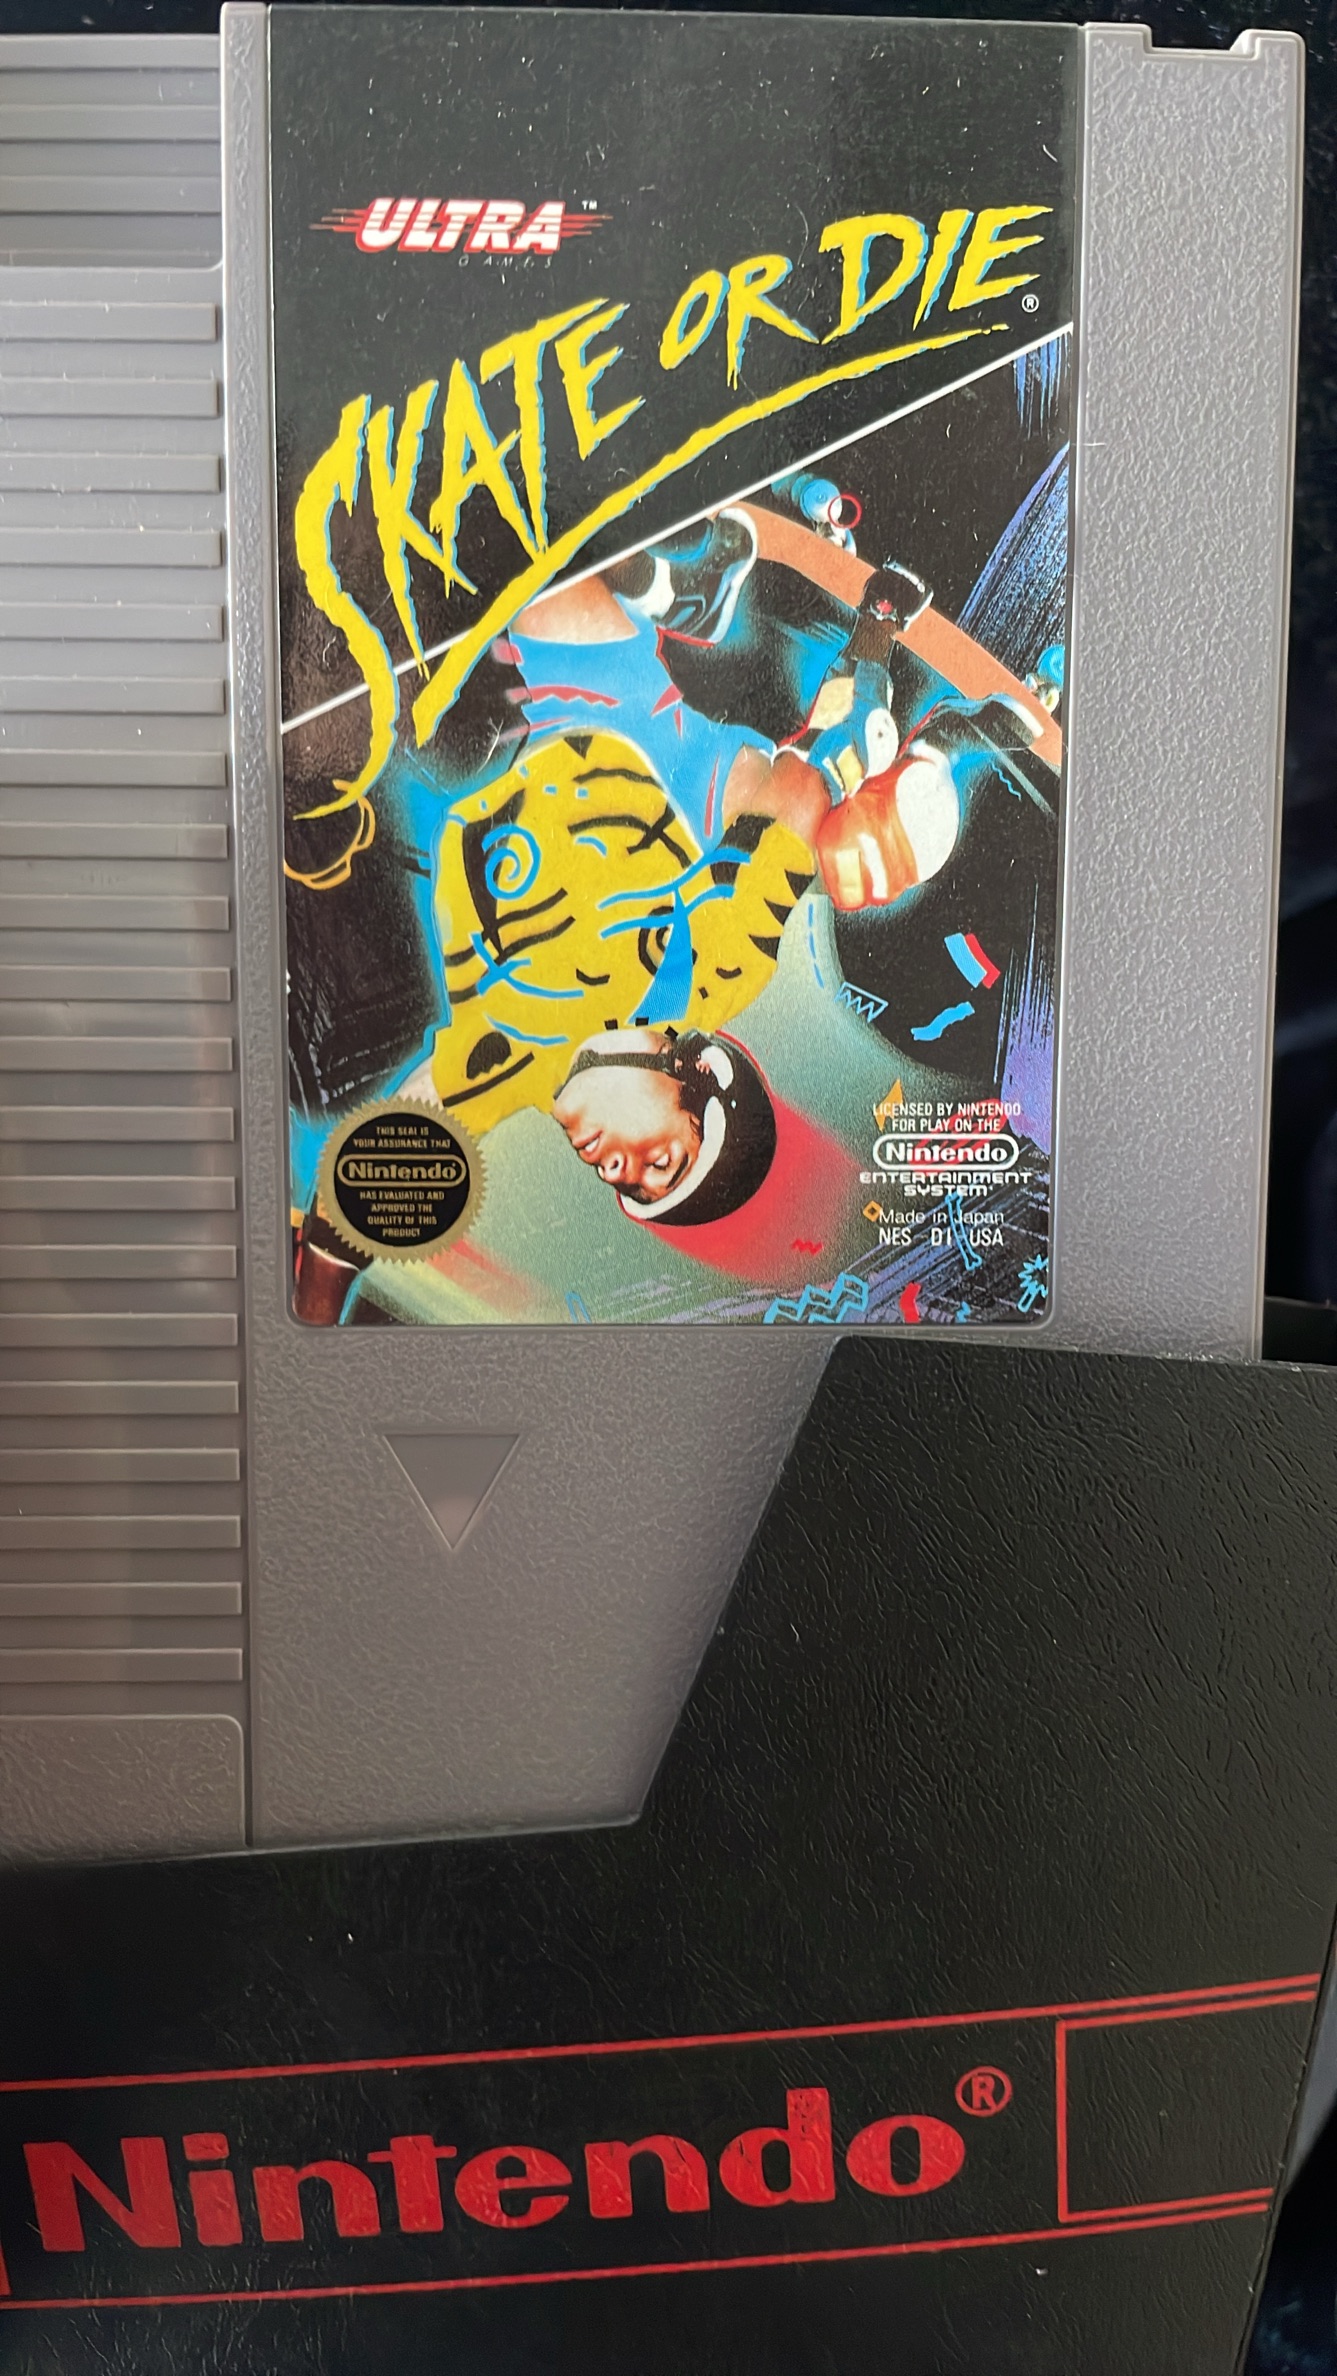 ULTRA™
GAMES
SKATE OR DIE®
THIS SEAL IS
YOUR ASSURANCE THAT
Nintendo®
HAS EVALUATED AND
APPROVED THE
QUALITY OF THIS
PRODUCT
LICENSED BY NINTENDO
FOR PLAY ON THE
Nintendo
ENTERTAINMENT
SYSTEM®
Made in Japan
NES DI USA
Nintendo®